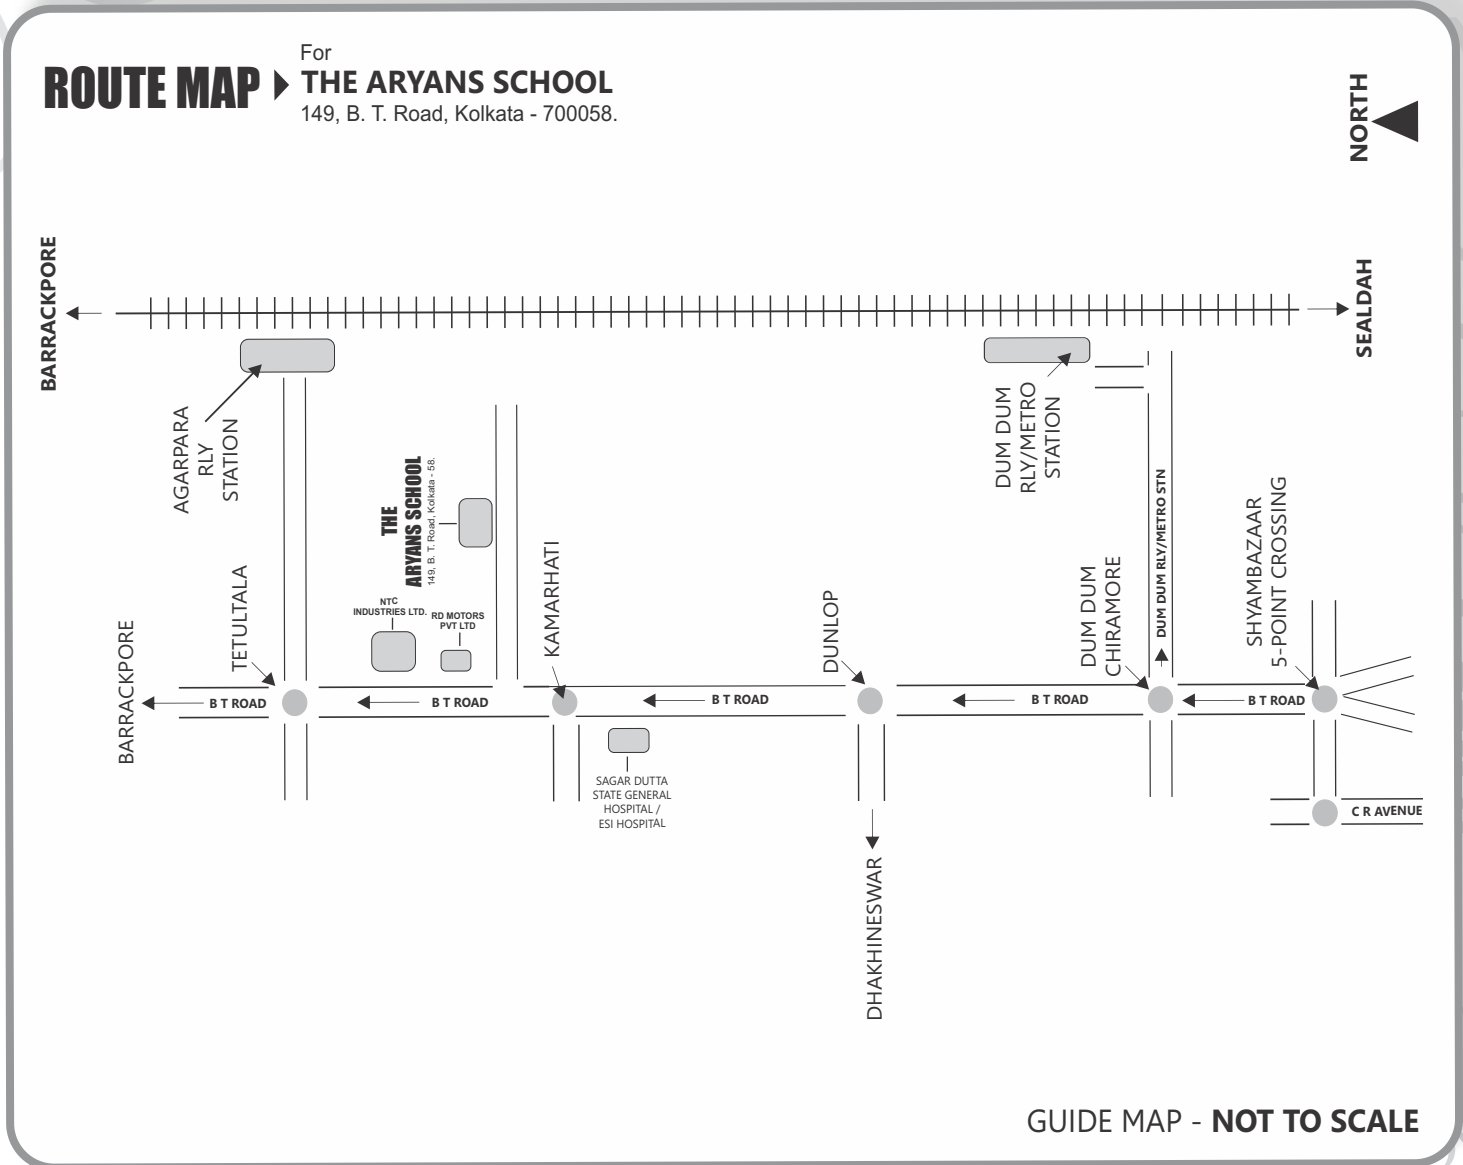 ROUTE MAP
For
THE ARYANS SCHOOL
149, B. T. Road, Kolkata - 700058.
NORTH
BARRACKPORE
SEALDAH
AGARPARA
RLY
STATION
DUM DUM
RLY/METRO
STATION
THE
ARYANS SCHOOL
149, B. T. Road, Kolkata - 58.
DUM DUM RLY/METRO STN
SHYAMBAZAAR
5-POINT CROSSING
TETULTALA
NTC
INDUSTRIES LTD.
RD MOTORS
PVT LTD
KAMARHATI
DUNLOP
DUM DUM
CHIRAMORE
BARRACKPORE
B T ROAD
B T ROAD
B T ROAD
B T ROAD
B T ROAD
SAGAR DUTTA
STATE GENERAL
HOSPITAL /
ESI HOSPITAL
C R AVENUE
DHAKHINESWAR
GUIDE MAP - NOT TO SCALE